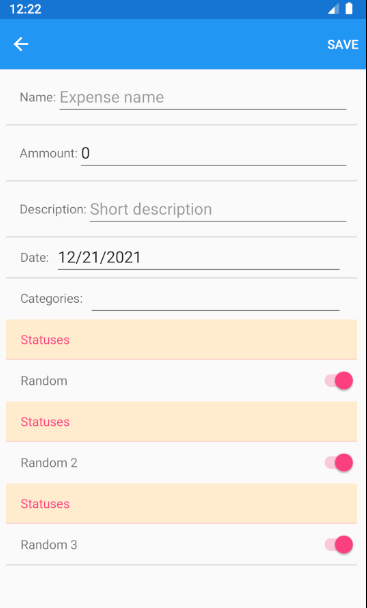 12:22
SAVE
Name: Expense name
Ammount: 0
Description: Short description
Date: 12/21/2021
Categories:
Statuses
Random
Statuses
Random 2
Statuses
Random 3